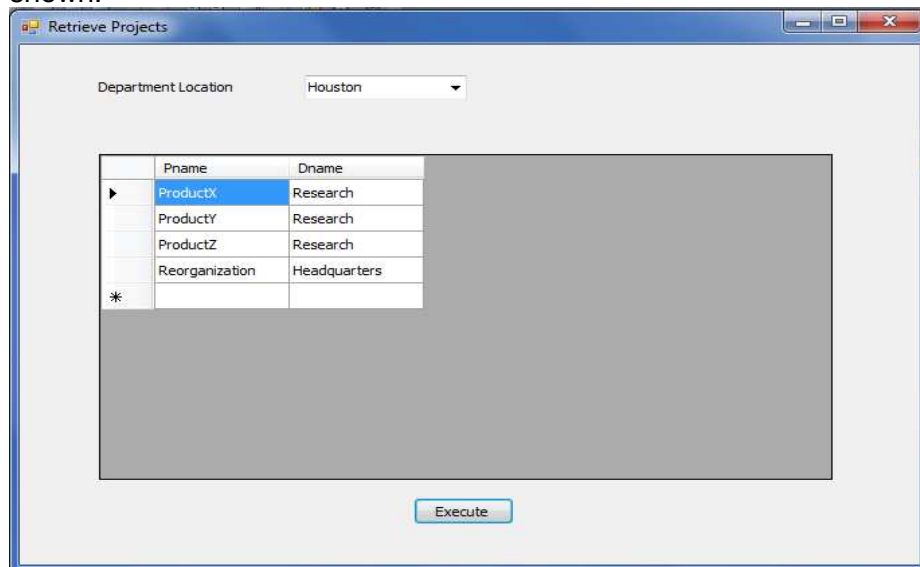 Retrieve Projects
Department Location Houston
Pname Dname
ProductX Research
ProductY Research
ProductZ Research
Reorganization Headquarters
Execute